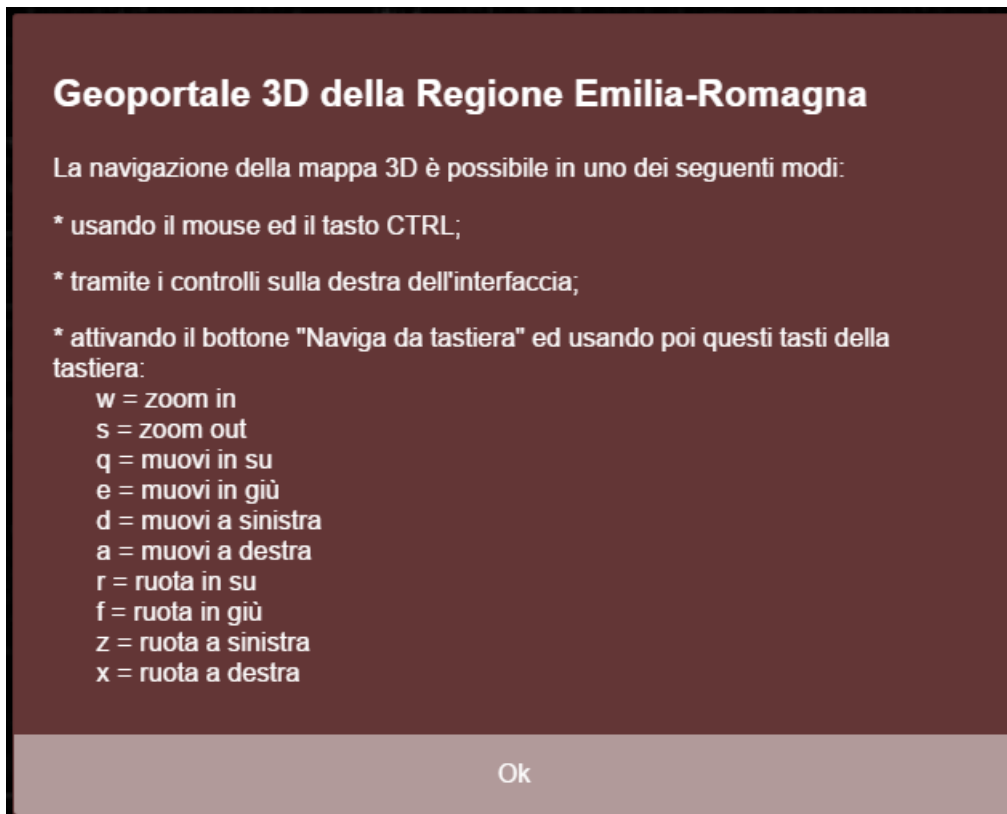 Geoportale 3D della Regione Emilia-Romagna
La navigazione della mappa 3D è possibile in uno dei seguenti modi:
* usando il mouse ed il tasto CTRL;
* tramite i controlli sulla destra dell'interfaccia;
* attivando il bottone "Naviga da tastiera" ed usando poi questi tasti della
tastiera:
w = zoom in
s = zoom out
q = muovi in su
e = muovi in giù
d = muovi a sinistra
a = muovi a destra
r = ruota in su
f = ruota in giù
z = ruota a sinistra
x = ruota a destra
Ok